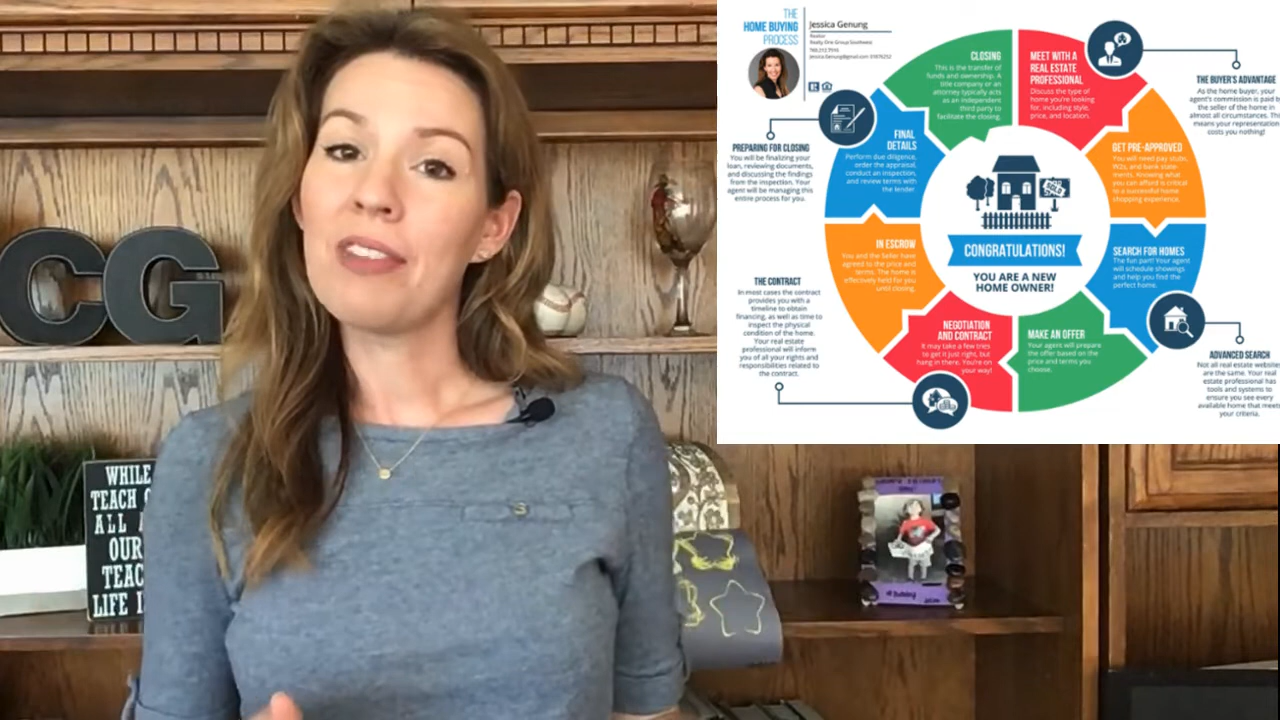 THE
HOME BUYING
PROCESS
Jessica Genung
Realtor
Realty One Group Southwest
CLOSING
This is the transfer of
funds and ownership. A
title company or an
attorney typically acts
as an independent
third party to
facilitate the closing.
MEET WITH A
REAL ESTATE
PROFESSIONAL
Discuss the type of
home you're looking
for, including style,
price, and location.
THE BUYER'S ADVANTAGE
As the home buyer, your
agent's commission is paid b
the seller of the home in
almost all circumstances. Thi
means your representation
costs you nothing!
GET PRE-APPROVED
You will need pay stubs,
W2s, and bank state-
ments. Knowing what
you can afford is critical
to a successful home
shopping experience.
SEARCH FOR HOMES
The fun part! Your agent
will schedule showings
and help you find the
perfect home.
ADVANCED SEARCH
Not all real estate websites
are the same. Your real
estate professional has
tools and systems to
ensure you see every
available home that meets
your criteria.
MAKE AN OFFER
Your agent will prepare
the offer based on the
price and terms you
choose.
NEGOTIATION
AND CONTRACT
It may take a few tries
to get it just right, but
hang in there. You're on
your way!
THE CONTRACT
In most cases the contract
provides you with a
timeline to obtain
financing, as well as time to
inspect the physical
condition of the home.
Your real estate
professional will inform
you of all your rights and
responsibilities related to
the contract.
IN ESCROW
You and the Seller have
agreed to the price and
terms. The home is
effectively held for you
until closing.
FINAL
DETAILS
Perform due diligence,
order the appraisal,
conduct an inspection,
and review terms with
the lender.
PREPARING FOR CLOSING
You will be finalizing your
loan, reviewing documents,
and discussing the findings
from the inspection. Your
agent will be managing this
entire process for you.
CONGRATULATIONS!
YOU ARE A NEW
HOME OWNER!
CG
WHILE
TEACH
ALL
OUR
TEAC
LIFE I